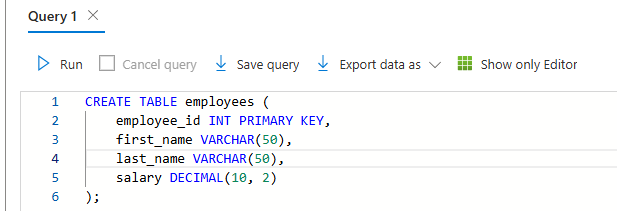 Query 1
Run Cancel query Save query Export data as Show only Editor
1 CREATE TABLE employees (
2 employee_id INT PRIMARY KEY,
3 first_name VARCHAR(50),
4 last_name VARCHAR(50),
5 salary DECIMAL(10, 2)
6 );